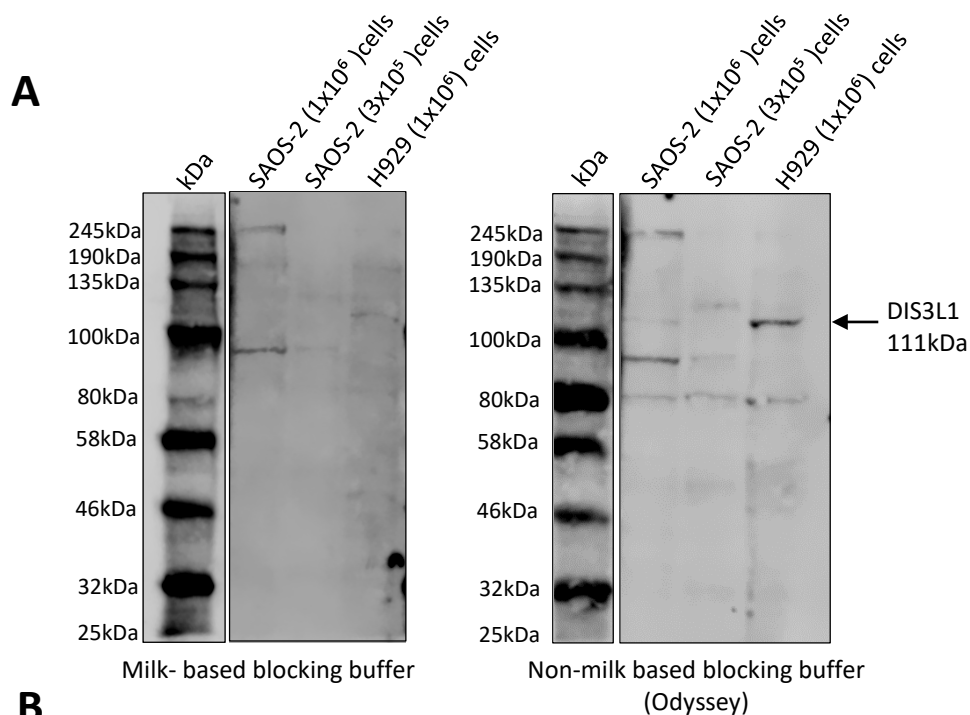 A
kDa
SAOS-2 (1x10⁶ )cells
SAOS-2 (3x10⁵ )cells
H929 (1x10⁶) cells
245kDa
190kDa
135kDa
100kDa
80kDa
58kDa
46kDa
32kDa
25kDa
Milk- based blocking buffer
kDa
SAOS-2 (1x10⁶ )cells
SAOS-2 (3x10⁵ )cells
H929 (1x10⁶) cells
245kDa
190kDa
135kDa
100kDa
80kDa
58kDa
46kDa
32kDa
25kDa
DIS3L1
111kDa
Non-milk based blocking buffer
(Odyssey)
B